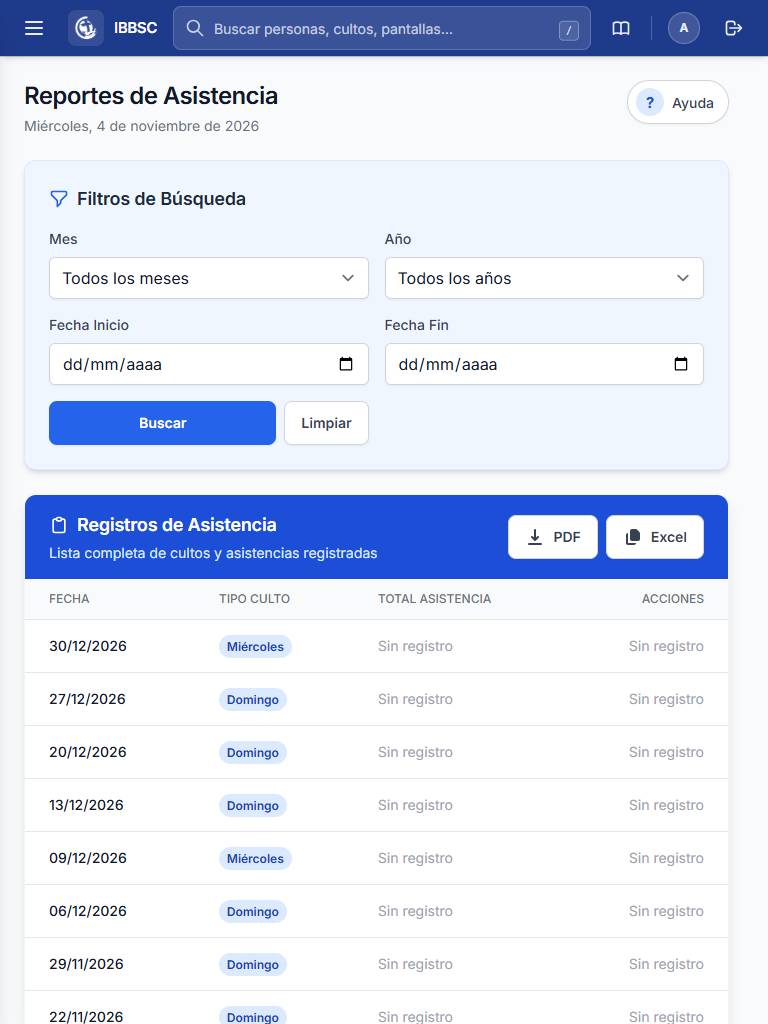 IBBSC
Buscar personas, cultos, pantallas...
/
A
Reportes de Asistencia
Miércoles, 4 de noviembre de 2026
? Ayuda
Filtros de Búsqueda
Mes
Año
Todos los meses
Todos los años
Fecha Inicio
Fecha Fin
dd/mm/aaaa
dd/mm/aaaa
Buscar
Limpiar
Registros de Asistencia
Lista completa de cultos y asistencias registradas
PDF
Excel
FECHA TIPO CULTO TOTAL ASISTENCIA ACCIONES
30/12/2026 Miércoles Sin registro Sin registro
27/12/2026 Domingo Sin registro Sin registro
20/12/2026 Domingo Sin registro Sin registro
13/12/2026 Domingo Sin registro Sin registro
09/12/2026 Miércoles Sin registro Sin registro
06/12/2026 Domingo Sin registro Sin registro
29/11/2026 Domingo Sin registro Sin registro
22/11/2026 Domingo Sin registro Sin registro